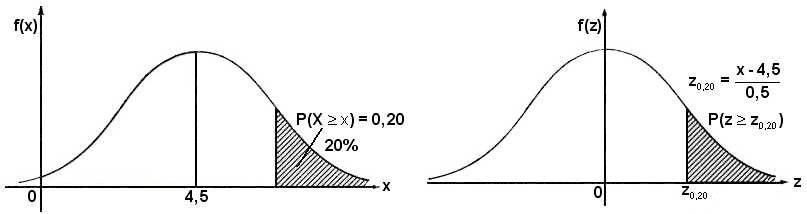 f(x)
P(X ≥ x) = 0,20
20%
0
4,5
x
f(z)
z₀,₂₀ = x - 4,5 / 0,5
P(z ≥ z₀,₂₀)
0
z₀,₂₀
z